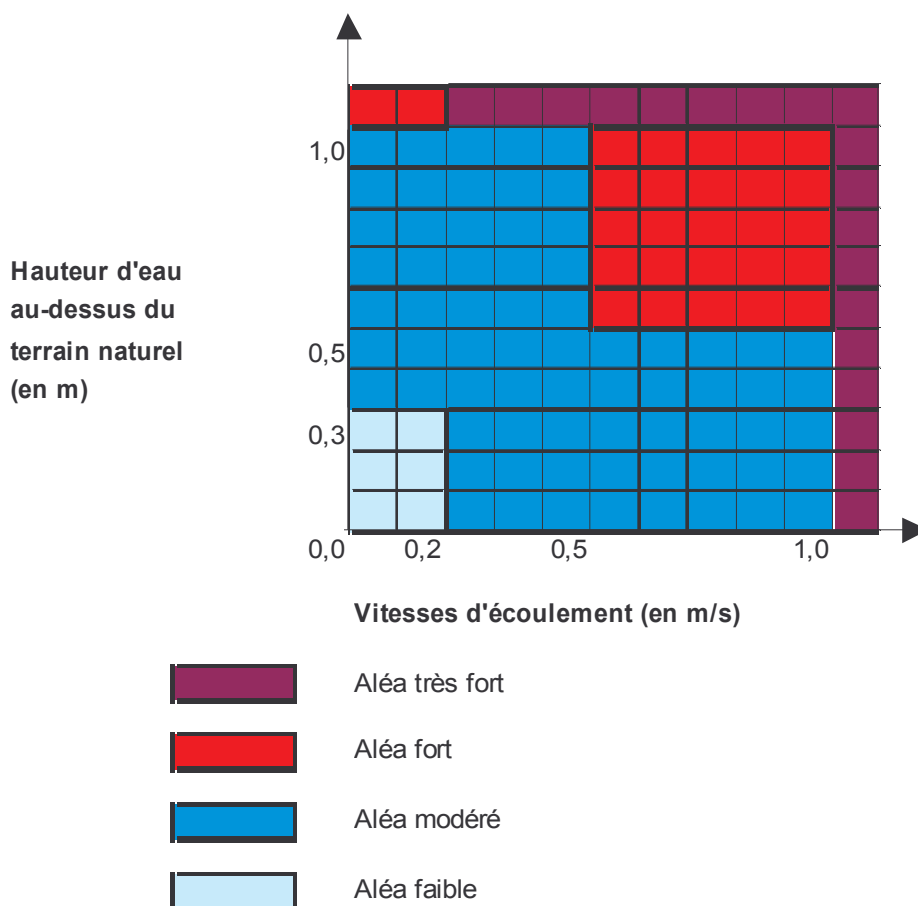 1,0
Hauteur d'eau
au-dessus du
terrain naturel
(en m)
0,5
0,3
0,0
0,2
0,5
1,0
Vitesses d'écoulement (en m/s)
Aléa très fort
Aléa fort
Aléa modéré
Aléa faible